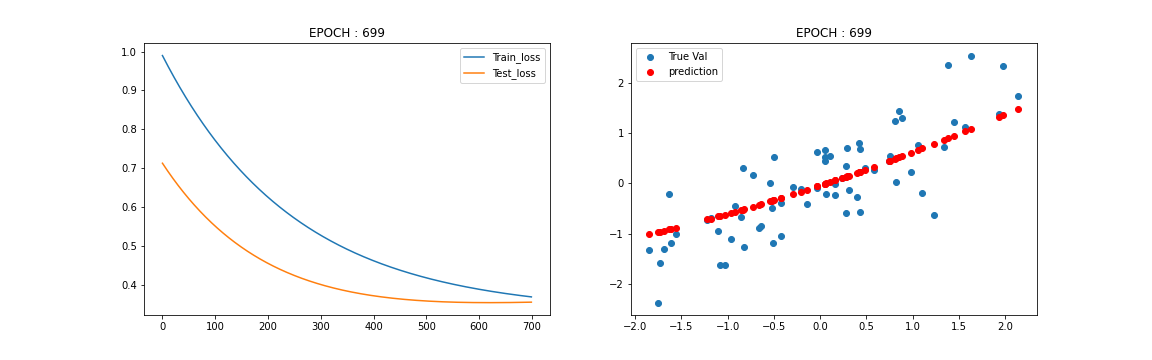 EPOCH : 699
1.0
0.9
0.8
0.7
0.6
0.5
0.4
0 100 200 300 400 500 600 700
Train_loss
Test_loss
EPOCH : 699
True Val
prediction
2
1
0
−1
−2
−2.0 −1.5 −1.0 −0.5 0.0 0.5 1.0 1.5 2.0